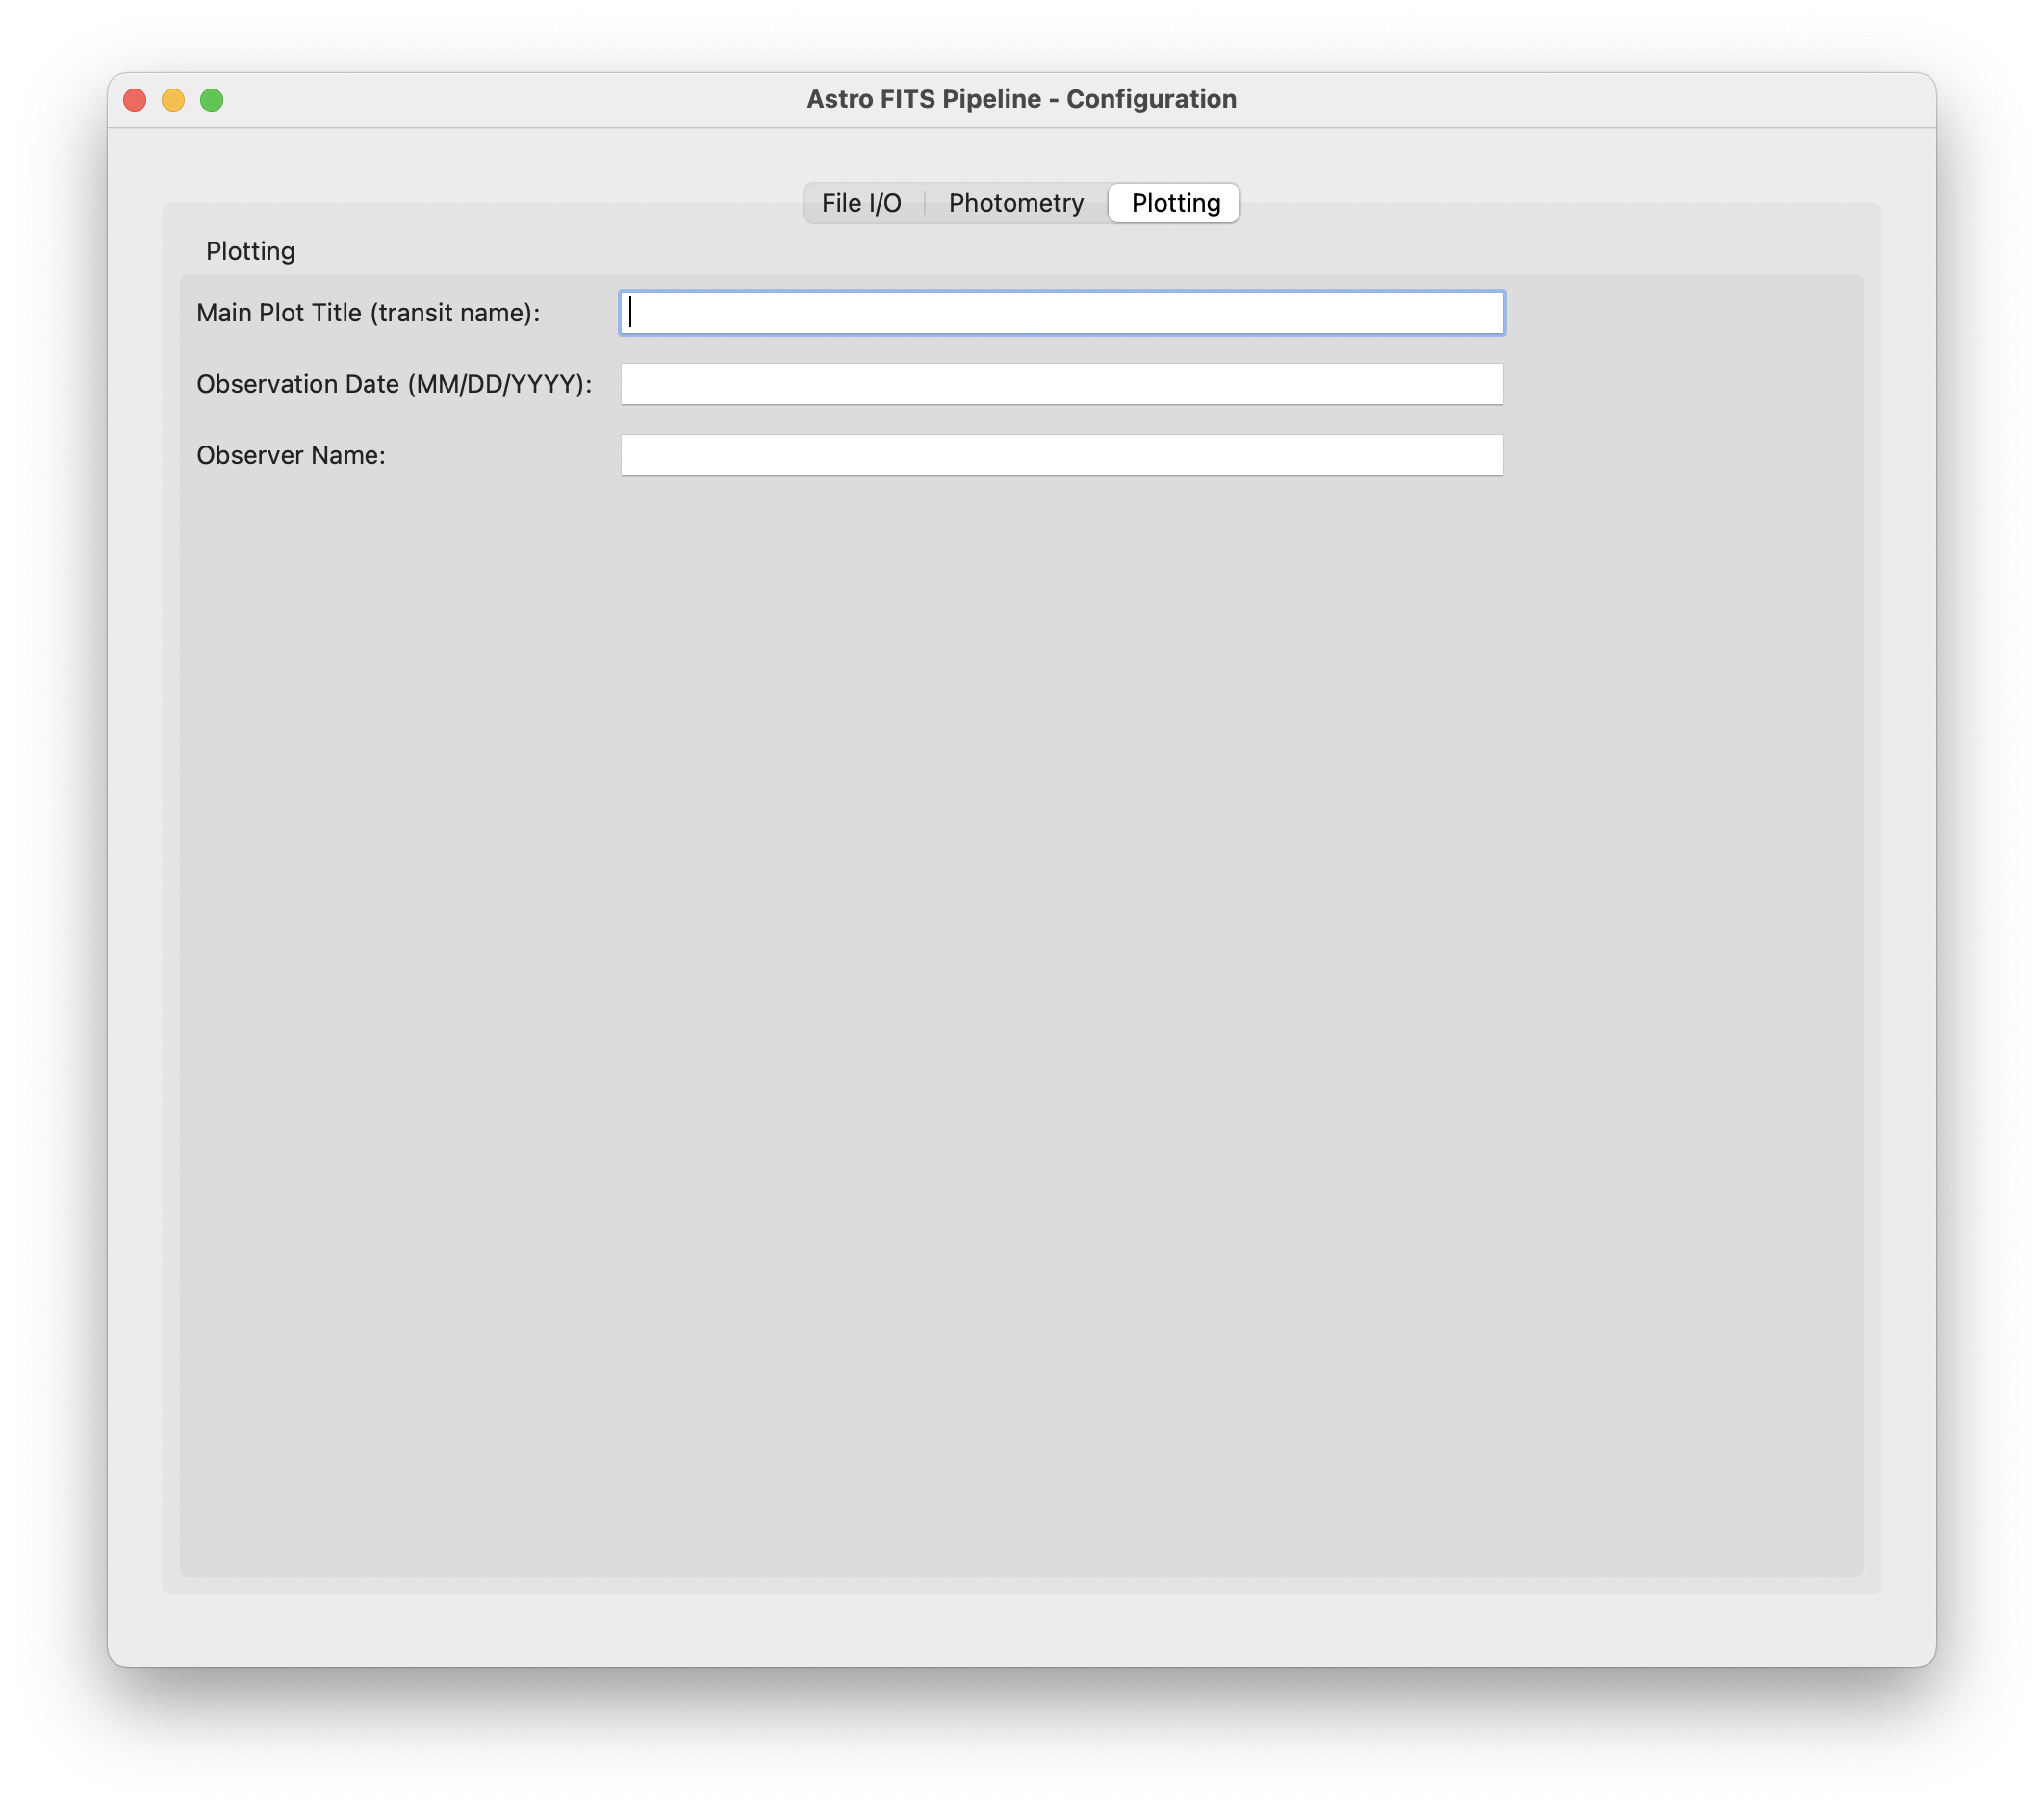 Astro FITS Pipeline - Configuration
File I/O Photometry Plotting
Plotting
Main Plot Title (transit name):
Observation Date (MM/DD/YYYY):
Observer Name: